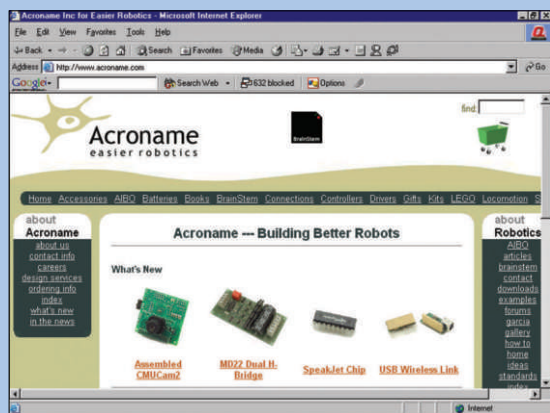 Acroname Inc for Easier Robotics - Microsoft Internet Explorer
File Edit View Favorites Tools Help
Back Search Favorites Media
Address http://www.acroname.com Go
Google Search Web 632 blocked Options
find:
BrainStem
Acroname
easier robotics
Home Accessories AIBO Batteries Books BrainStem Connections Controllers Drivers Gifts Kits LEGO Locomotion S
about
Acroname
about us
contact info
careers
design services
ordering info
index
what's new
in the news
Acroname --- Building Better Robots
What's New
Assembled
CMUCam2
MD22 Dual H-
Bridge
SpeakJet Chip
USB Wireless Link
about
Robotics
AIBO
articles
brainstem
contact
downloads
examples
forums
garcia
gallery
how to
home
ideas
standards
index
Internet